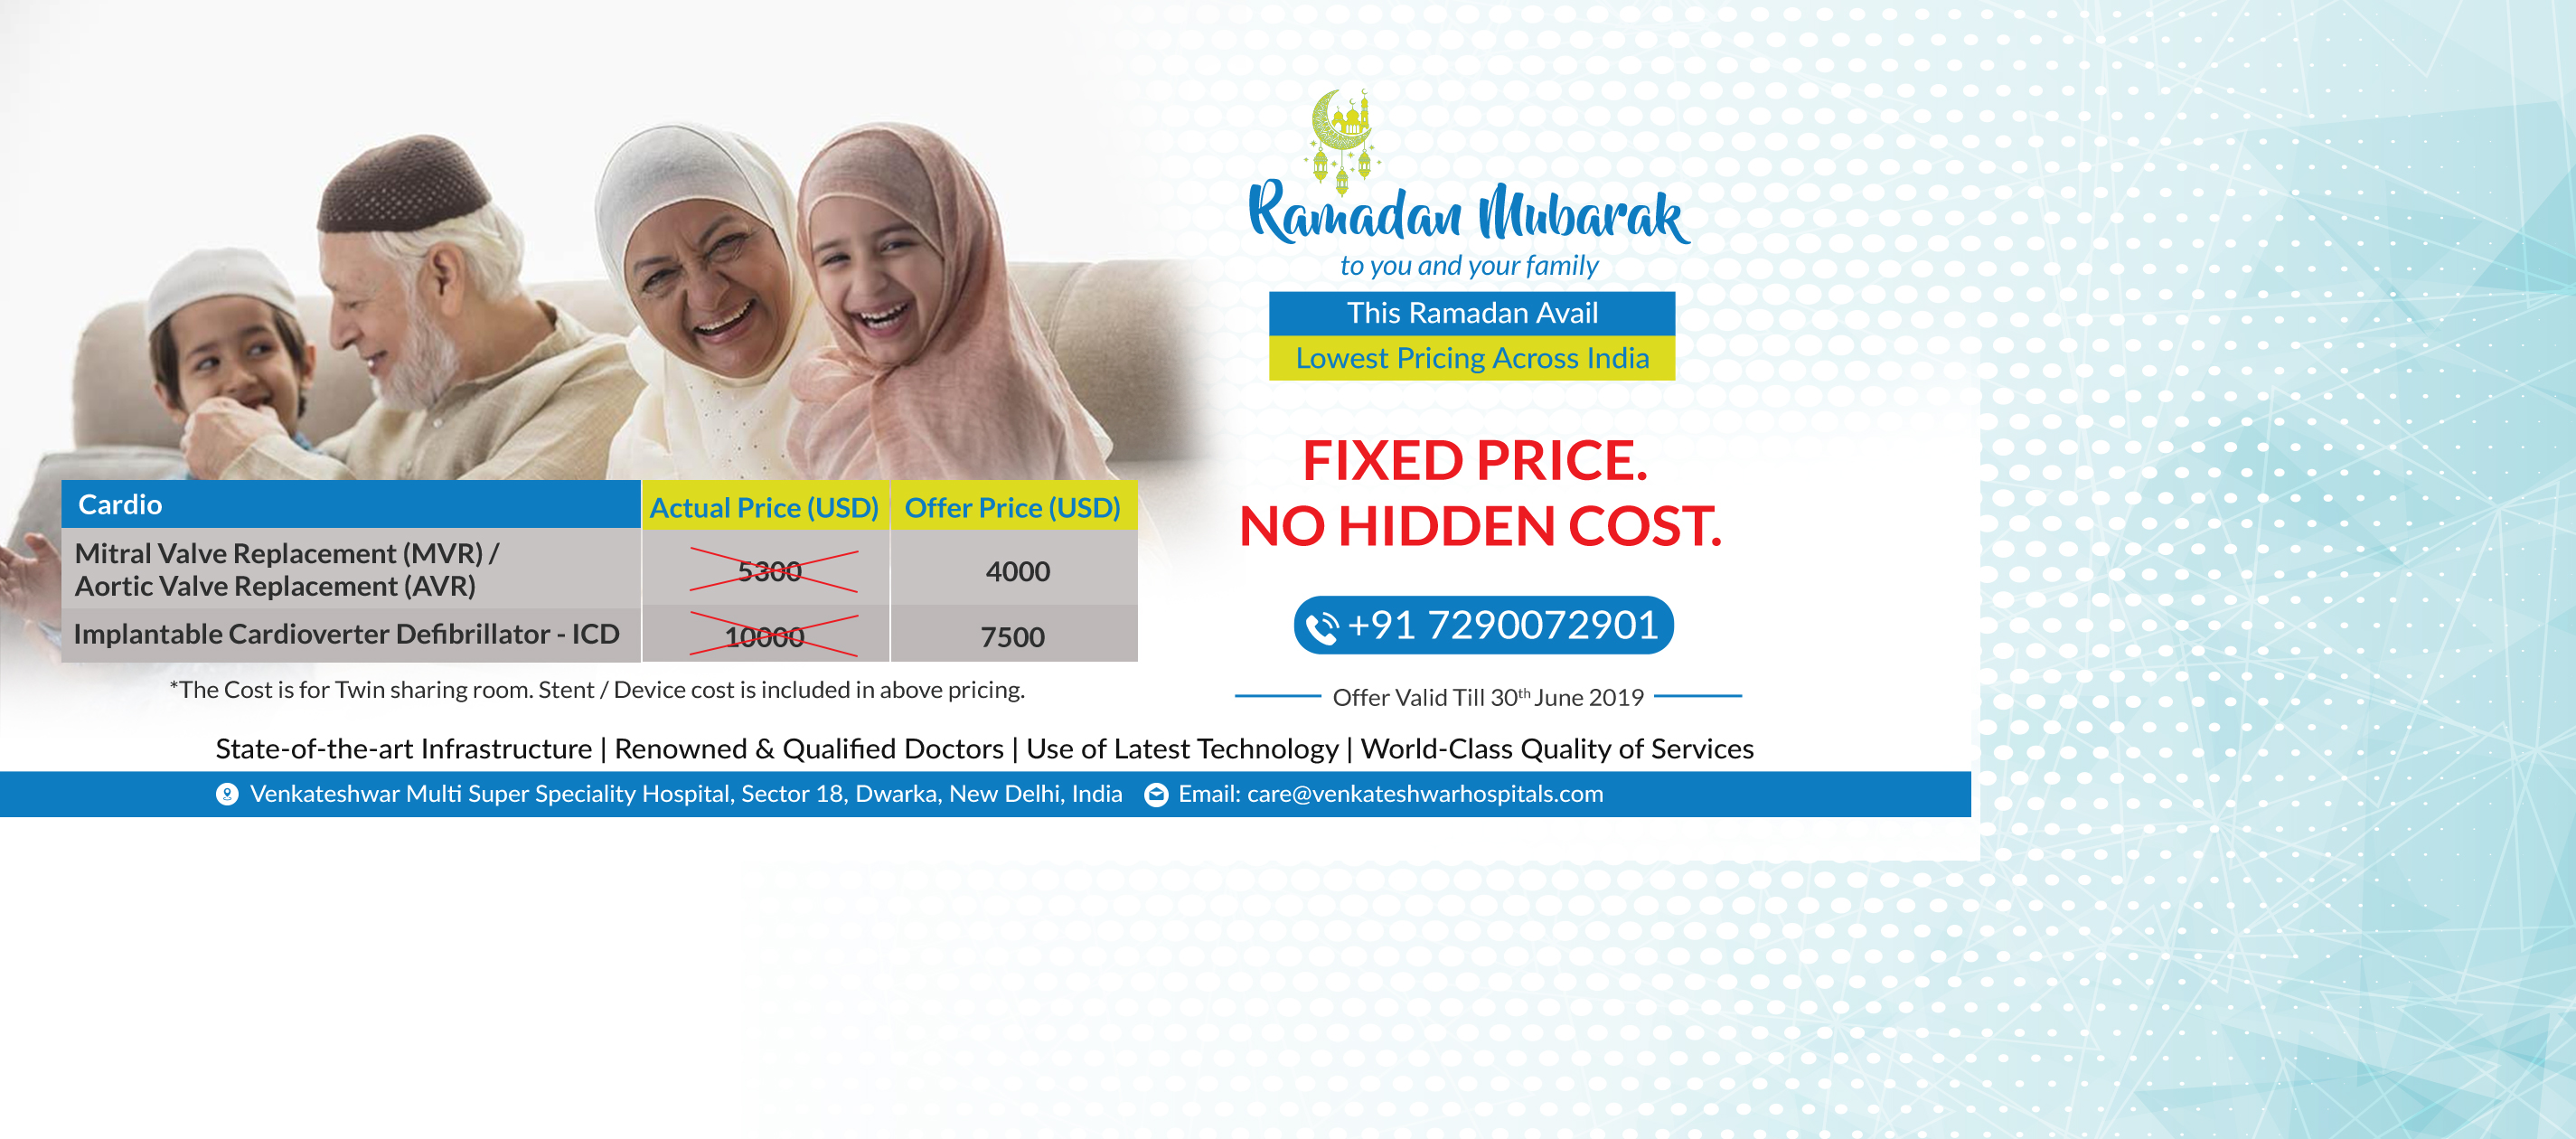 Ramadan Mubarak
to you and your family
This Ramadan Avail
Lowest Pricing Across India
FIXED PRICE.
NO HIDDEN COST.
+91 7290072901
Offer Valid Till 30th June 2019
Cardio Actual Price (USD) Offer Price (USD)
Mitral Valve Replacement (MVR) /
Aortic Valve Replacement (AVR) 5300 4000
Implantable Cardioverter Defibrillator - ICD 10000 7500
*The Cost is for Twin sharing room. Stent / Device cost is included in above pricing.
State-of-the-art Infrastructure | Renowned & Qualified Doctors | Use of Latest Technology | World-Class Quality of Services
Venkateshwar Multi Super Speciality Hospital, Sector 18, Dwarka, New Delhi, India Email: care@venkateshwarhospitals.com